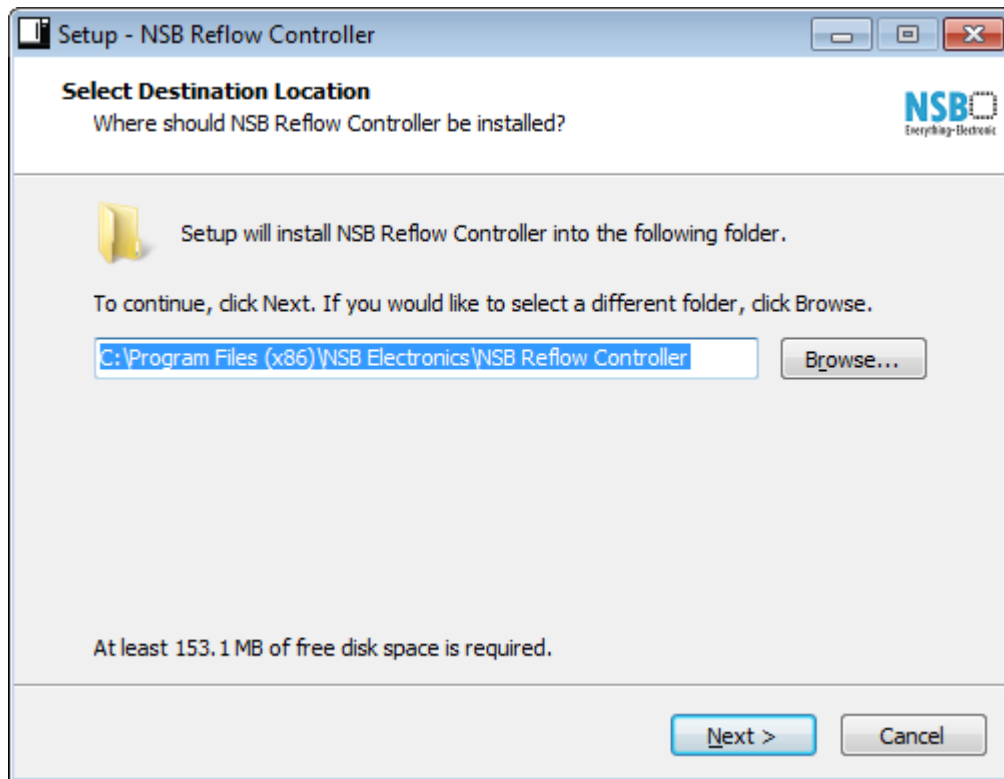 Setup - NSB Reflow Controller
Select Destination Location
Where should NSB Reflow Controller be installed?
NSB
Everything-Electronic
Setup will install NSB Reflow Controller into the following folder.
To continue, click Next. If you would like to select a different folder, click Browse.
C:\Program Files (x86)\NSB Electronics\NSB Reflow Controller
Browse...
At least 153.1 MB of free disk space is required.
Next >
Cancel